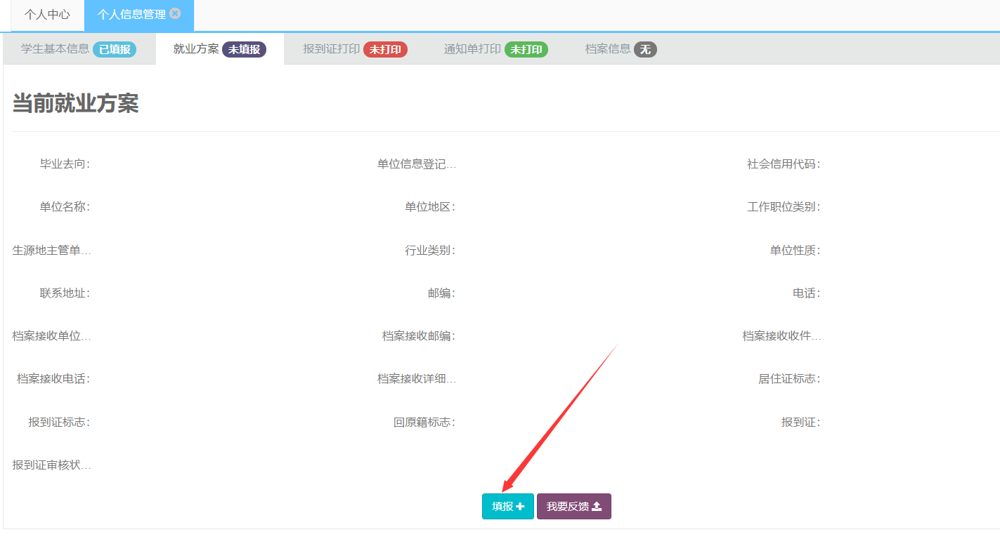 个人中心 个人信息管理
学生基本信息 已填报 就业方案 未填报 报到证打印 未打印 通知单打印 未打印 档案信息 无
当前就业方案
毕业去向: 单位信息登记... 社会信用代码:
单位名称: 单位地区: 工作职位类别:
生源地主管单... 行业类别: 单位性质:
联系地址: 邮编: 电话:
档案接收单位... 档案接收邮编: 档案接收收件...
档案接收电话: 档案接收详细... 居住证标志:
报到证标志: 回原籍标志: 报到证:
报到证审核状...
填报 我要反馈